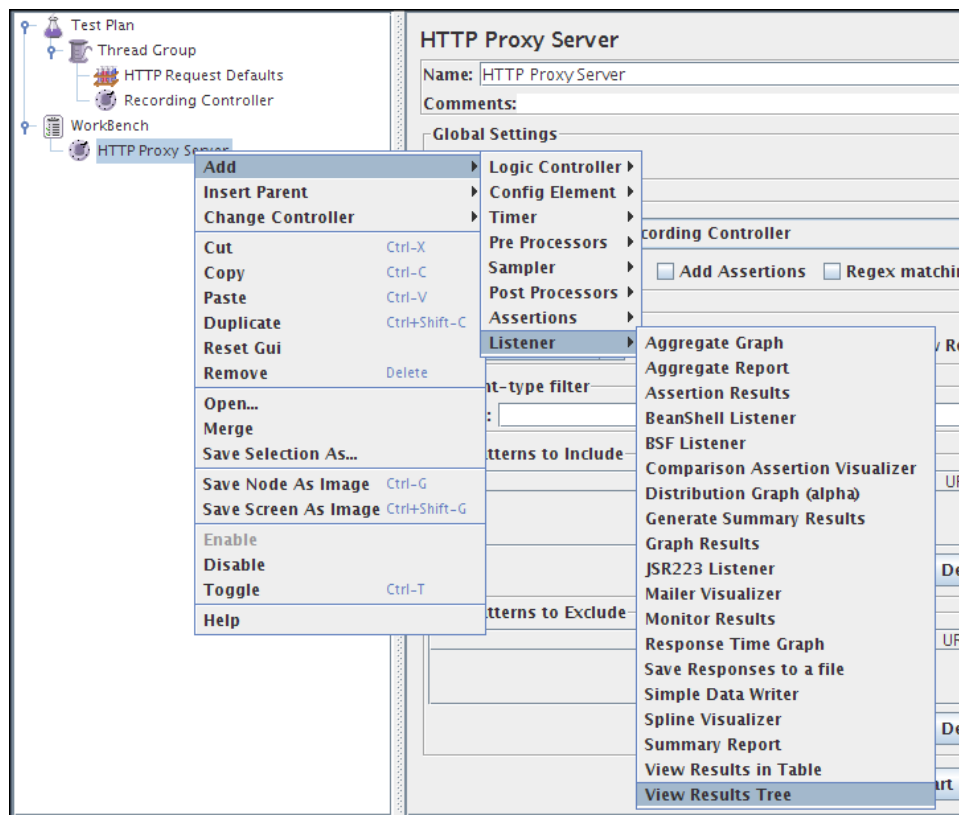 Test Plan
Thread Group
HTTP Request Defaults
Recording Controller
WorkBench
HTTP Proxy Server
HTTP Proxy Server
Name: HTTP Proxy Server
Comments:
Global Settings
Add
Insert Parent
Change Controller
Cut Ctrl-X
Copy Ctrl-C
Paste Ctrl-V
Duplicate Ctrl+Shift-C
Reset Gui
Remove Delete
Open...
Merge
Save Selection As...
Save Node As Image Ctrl-G
Save Screen As Image Ctrl+Shift-G
Enable
Disable
Toggle Ctrl-T
Help
Logic Controller
Config Element
Timer
Pre Processors
Sampler
Post Processors
Assertions
Listener
cording Controller
Add Assertions Regex matchin
nt-type filter
:
tterns to Include
tterns to Exclude
Aggregate Graph
Aggregate Report
Assertion Results
BeanShell Listener
BSF Listener
Comparison Assertion Visualizer
Distribution Graph (alpha)
Generate Summary Results
Graph Results
JSR223 Listener
Mailer Visualizer
Monitor Results
Response Time Graph
Save Responses to a file
Simple Data Writer
Spline Visualizer
Summary Report
View Results in Table
View Results Tree
Re
De
De
art